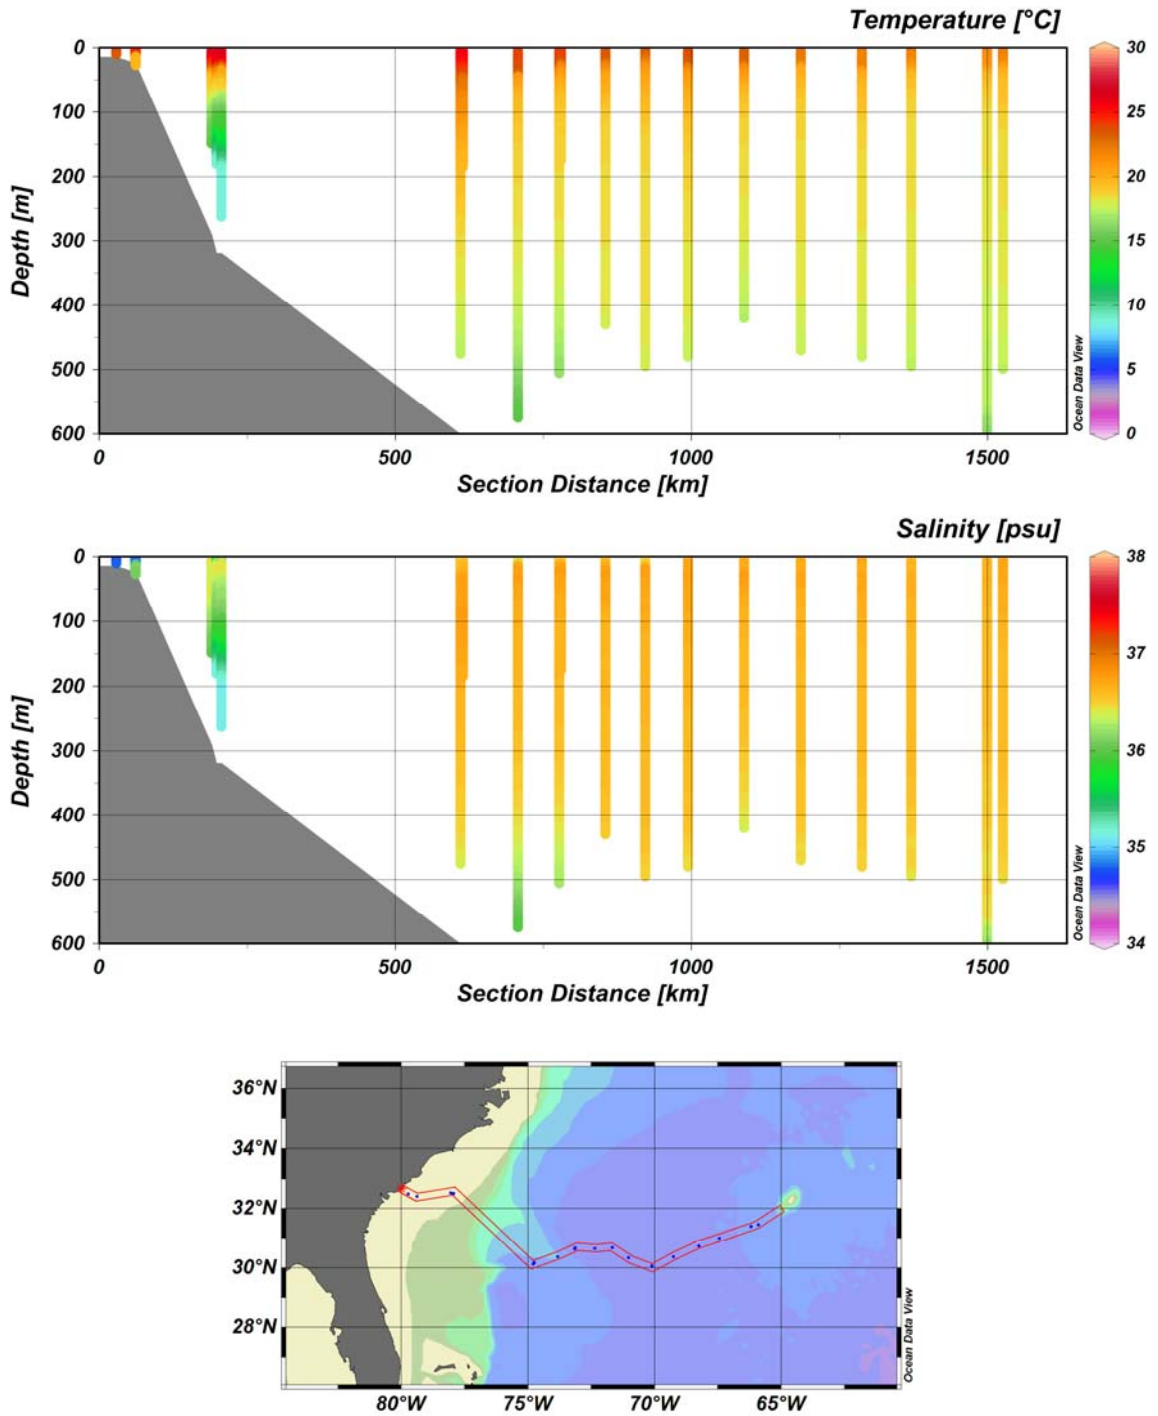 Temperature [°C]
0
100
200
300
400
500
600
Depth [m]
0
500
1000
1500
Section Distance [km]
30
25
20
15
10
5
0
Ocean Data View
Salinity [psu]
0
100
200
300
400
500
600
Depth [m]
0
500
1000
1500
Section Distance [km]
38
37
36
35
34
Ocean Data View
36°N
34°N
32°N
30°N
28°N
80°W
75°W
70°W
65°W
Ocean Data View